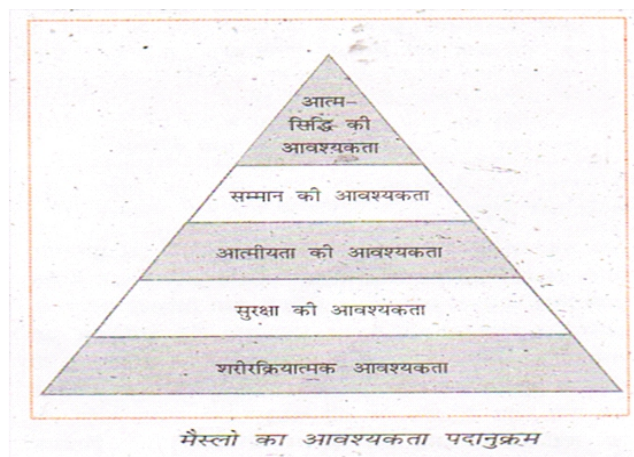 आत्म-
सिद्धि की
आवश्यकता
सम्मान की आवश्यकता
आत्मीयता की आवश्यकता
सुरक्षा की आवश्यकता
शरीरक्रियात्मक आवश्यकता
मैस्लो का आवश्यकता पदानुक्रम